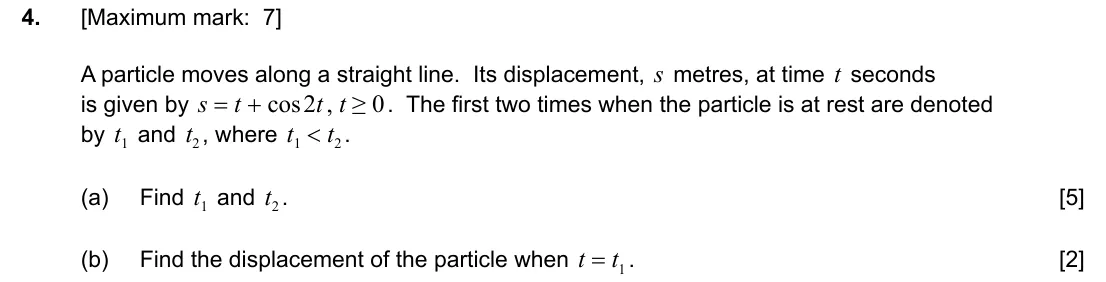 4. [Maximum mark: 7]
A particle moves along a straight line. Its displacement, s metres, at time t seconds
is given by s = t + cos 2t, t ≥ 0. The first two times when the particle is at rest are denoted
by t₁ and t₂, where t₁ < t₂.
(a) Find t₁ and t₂. [5]
(b) Find the displacement of the particle when t = t₁. [2]